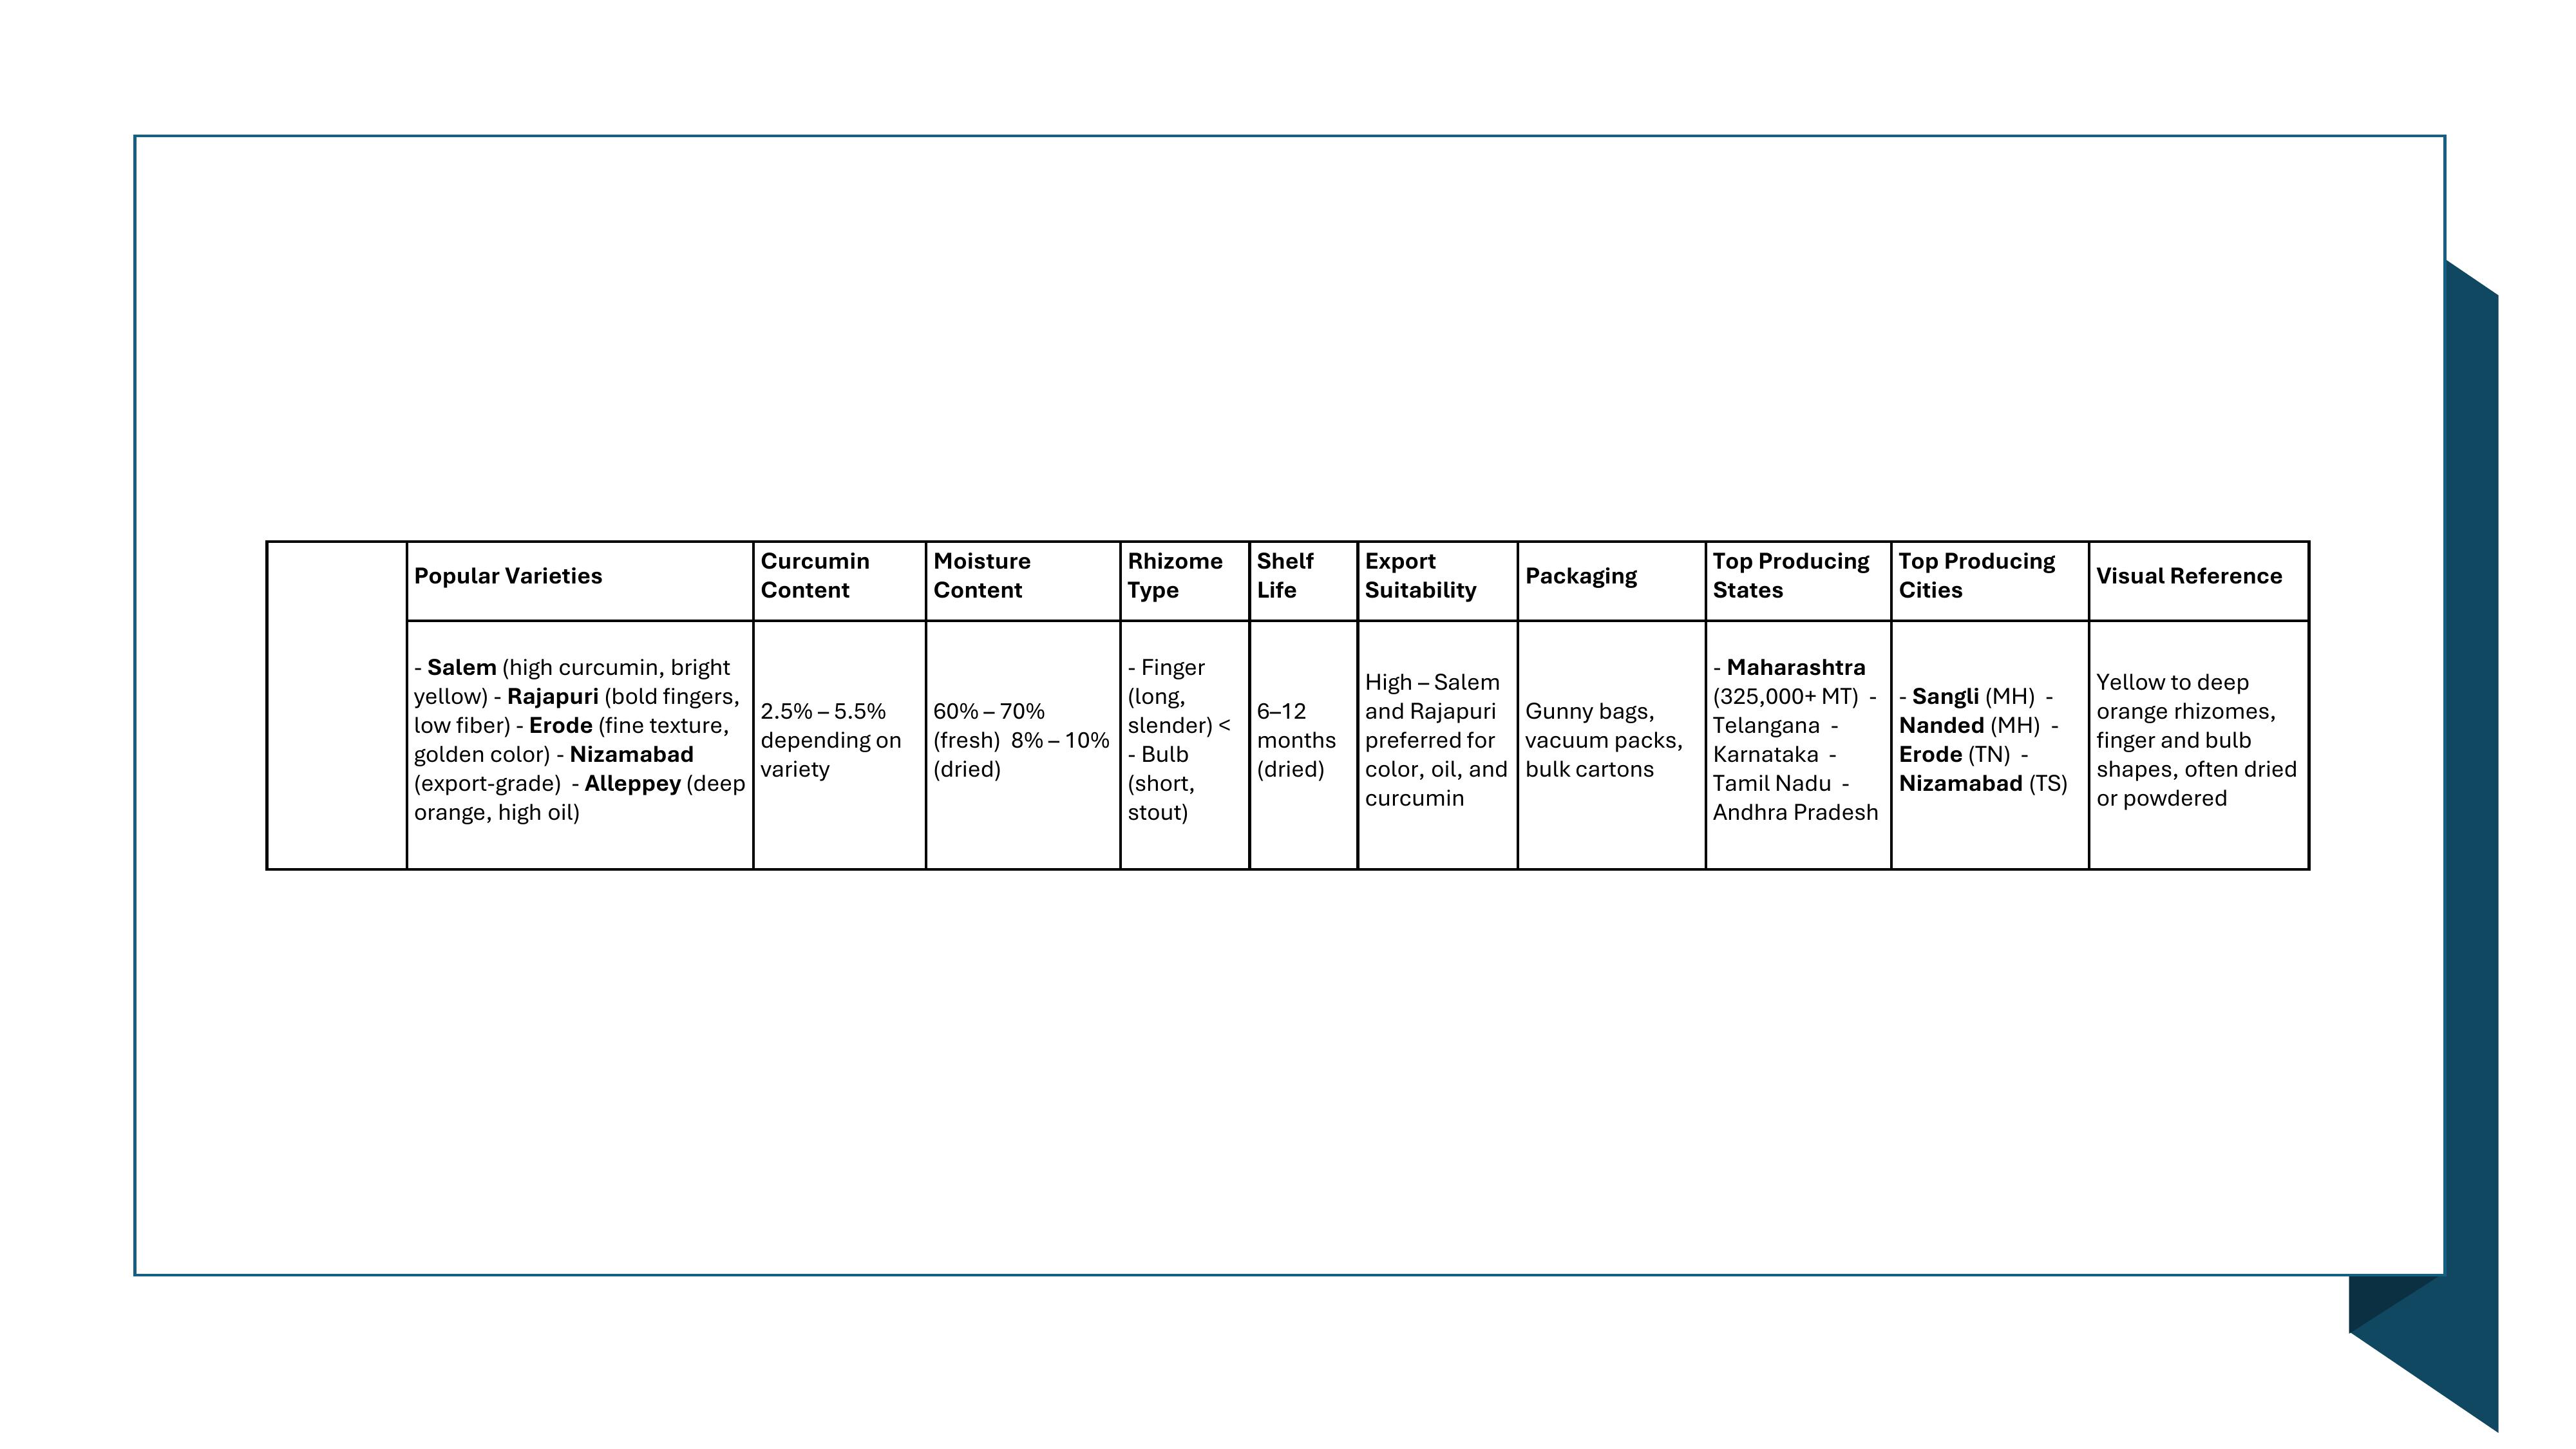 Popular Varieties
Curcumin
Content
Moisture
Content
Rhizome
Type
Shelf
Life
Export
Suitability
Packaging
Top Producing
States
Top Producing
Cities
Visual Reference
- Salem (high curcumin, bright
yellow) - Rajapuri (bold fingers,
low fiber) - Erode (fine texture,
golden color) - Nizamabad
(export-grade)  - Alleppey (deep
orange, high oil)
2.5% – 5.5%
depending on
variety
60% – 70%
(fresh)  8% – 10%
(dried)
- Finger
(long,
slender) <
- Bulb
(short,
stout)
6–12
months
(dried)
High – Salem
and Rajapuri
preferred for
color, oil, and
curcumin
Gunny bags,
vacuum packs,
bulk cartons
- Maharashtra
(325,000+ MT)  -
Telangana  -
Karnataka  -
Tamil Nadu  -
Andhra Pradesh
- Sangli (MH)  -
Nanded (MH)  -
Erode (TN)  -
Nizamabad (TS)
Yellow to deep
orange rhizomes,
finger and bulb
shapes, often dried
or powdered